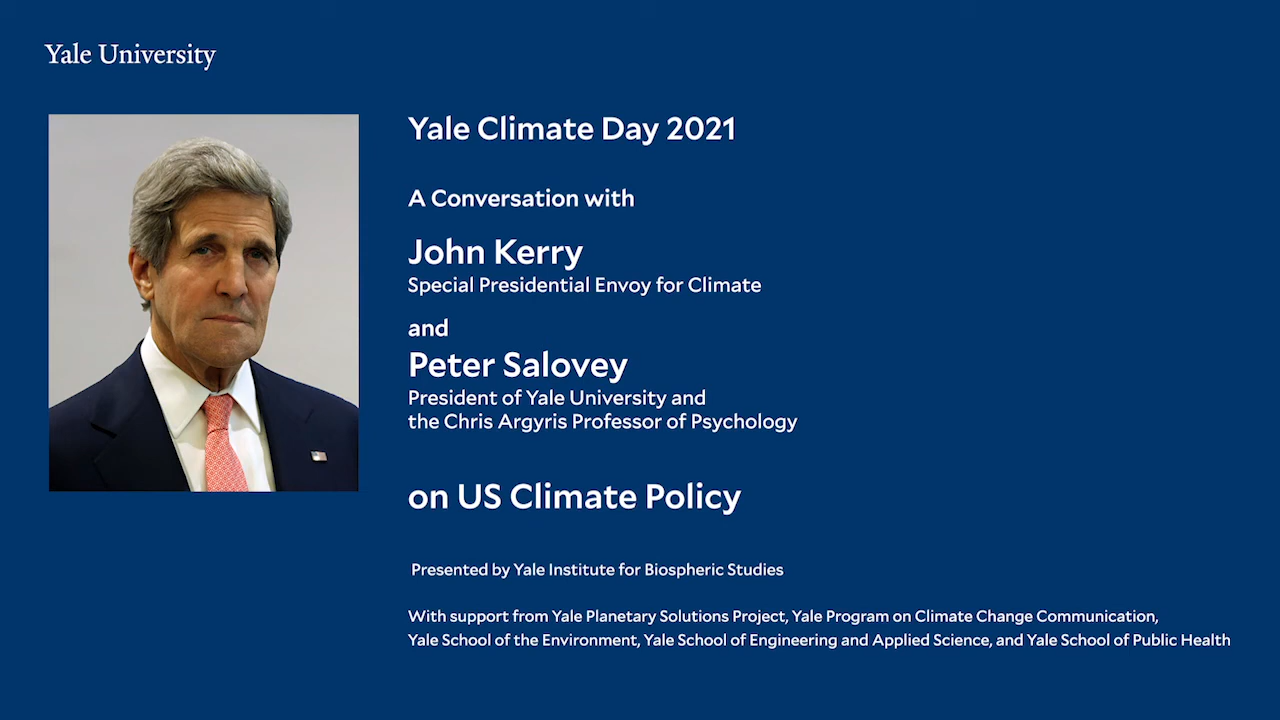 Yale University
Yale Climate Day 2021
A Conversation with
John Kerry
Special Presidential Envoy for Climate
and
Peter Salovey
President of Yale University and
the Chris Argyris Professor of Psychology
on US Climate Policy
Presented by Yale Institute for Biospheric Studies
With support from Yale Planetary Solutions Project, Yale Program on Climate Change Communication,
Yale School of the Environment, Yale School of Engineering and Applied Science, and Yale School of Public Health